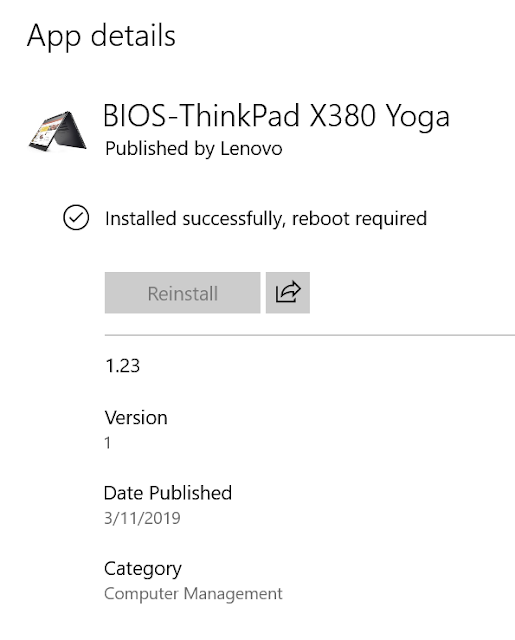 App details
BIOS-ThinkPad X380 Yoga
Published by Lenovo
Installed successfully, reboot required
Reinstall
1.23
Version
1
Date Published
3/11/2019
Category
Computer Management